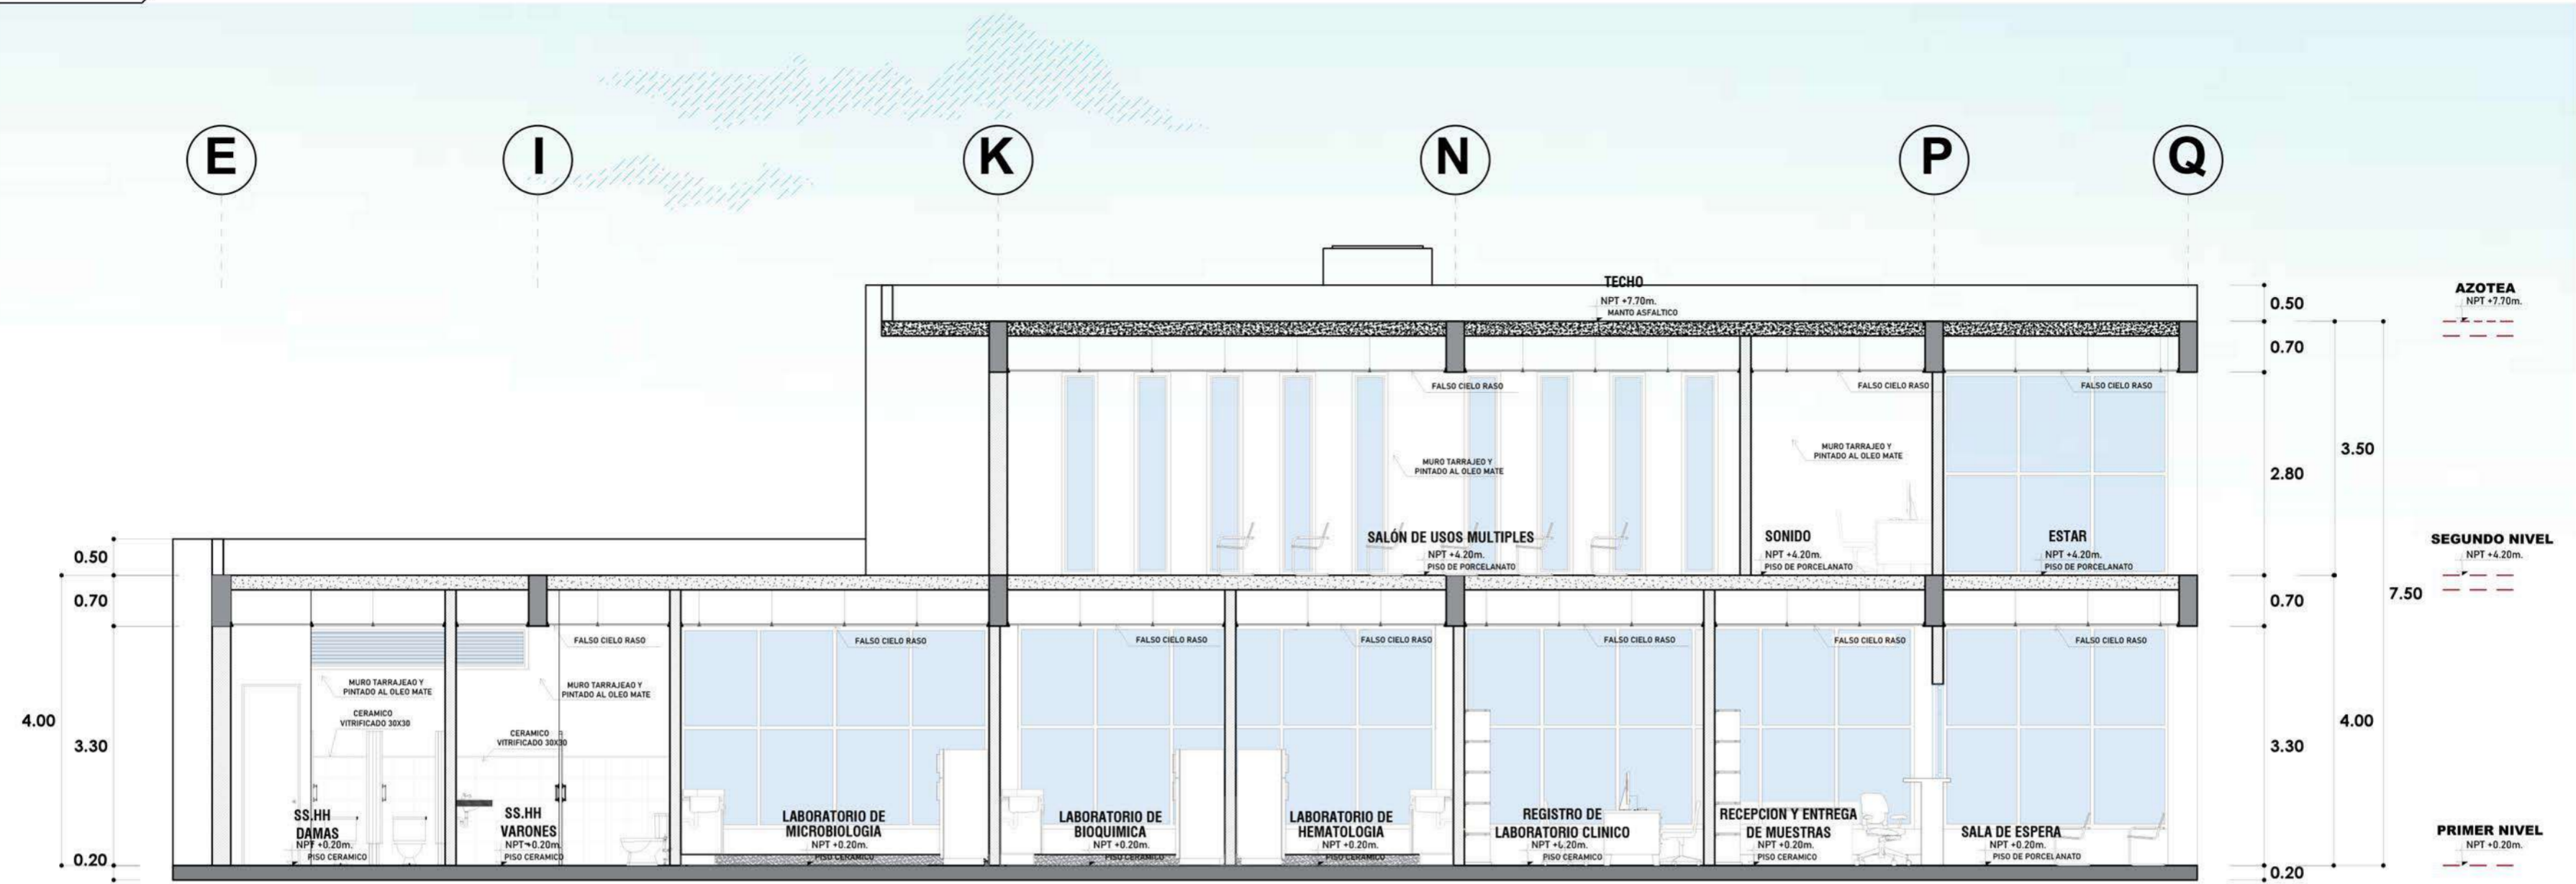 E
I
K
N
P
Q
TECHO
NPT +7.70m.
MANTO ASFALTICO
0.50
AZOTEA
NPT +7.70m.
0.70
FALSO CIELO RASO
FALSO CIELO RASO
FALSO CIELO RASO
MURO TARRAJEO Y
PINTADO AL OLEO MATE
MURO TARRAJEO Y
PINTADO AL OLEO MATE
3.50
2.80
SALÓN DE USOS MULTIPLES
NPT +4.20m.
PISO DE PORCELANATO
SONIDO
NPT +4.20m.
PISO DE PORCELANATO
ESTAR
NPT +4.20m.
PISO DE PORCELANATO
SEGUNDO NIVEL
NPT +4.20m.
0.50
0.70
0.70
7.50
FALSO CIELO RASO
FALSO CIELO RASO
FALSO CIELO RASO
FALSO CIELO RASO
FALSO CIELO RASO
FALSO CIELO RASO
FALSO CIELO RASO
MURO TARRAJEAO Y
PINTADO AL OLEO MATE
MURO TARRAJEAO Y
PINTADO AL OLEO MATE
CERAMICO
VITRIFICADO 30X30
CERAMICO
VITRIFICADO 30X30
4.00
3.30
3.30
4.00
SS.HH
DAMAS
NPT +0.20m.
PISO CERAMICO
SS.HH
VARONES
NPT +0.20m.
PISO CERAMICO
LABORATORIO DE
MICROBIOLOGIA
NPT +0.20m.
PISO CERAMICO
LABORATORIO DE
BIOQUIMICA
NPT +0.20m.
PISO CERAMICO
LABORATORIO DE
HEMATOLOGIA
NPT +0.20m.
PISO CERAMICO
REGISTRO DE
LABORATORIO CLINICO
NPT
PISO CERAMICO
RECEPCION Y ENTREGA
DE MUESTRAS
NPT +0.20m.
PISO CERAMICO
SALA DE ESPERA
NPT +0.20m.
PISO DE PORCELANATO
PRIMER NIVEL
NPT +0.20m.
0.20
0.20